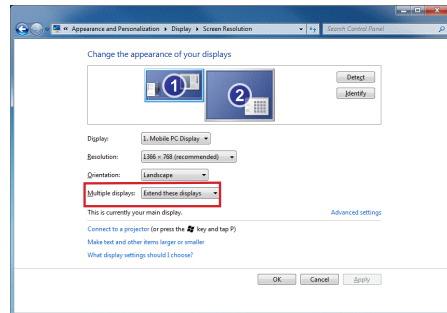 « Appearance and Personalization ▸ Display ▸ Screen Resolution
Search Control Panel
Change the appearance of your displays
1
2
Detect
Identify
Display: 1. Mobile PC Display
Resolution: 1366 × 768 (recommended)
Orientation: Landscape
Multiple displays: Extend these displays
This is currently your main display.
Advanced settings
Connect to a projector (or press the key and tap P)
Make text and other items larger or smaller
What display settings should I choose?
OK Cancel Apply